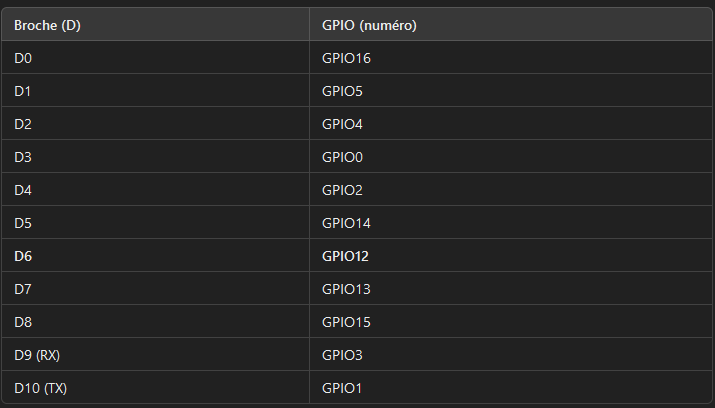 Broche (D) GPIO (numéro)
D0 GPIO16
D1 GPIO5
D2 GPIO4
D3 GPIO0
D4 GPIO2
D5 GPIO14
D6 GPIO12
D7 GPIO13
D8 GPIO15
D9 (RX) GPIO3
D10 (TX) GPIO1